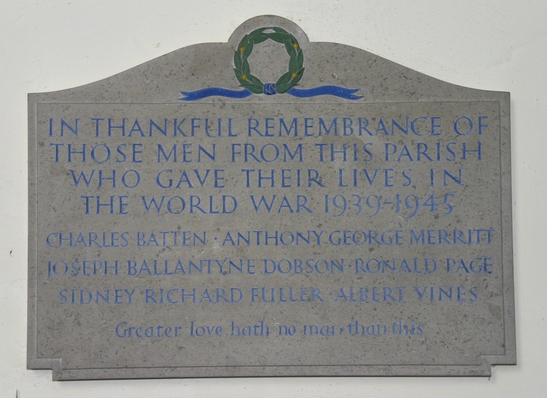 IN THANKFUL REMEMBRANCE OF
THOSE MEN FROM THIS PARISH
WHO GAVE THEIR LIVES IN
THE WORLD WAR 1939-1945
CHARLES BATTEN · ANTHONY GEORGE MERRITT
JOSEPH BALLANTYNE DOBSON · RONALD PAGE
SIDNEY RICHARD FULLER · ALBERT VINES
Greater love hath no man than this